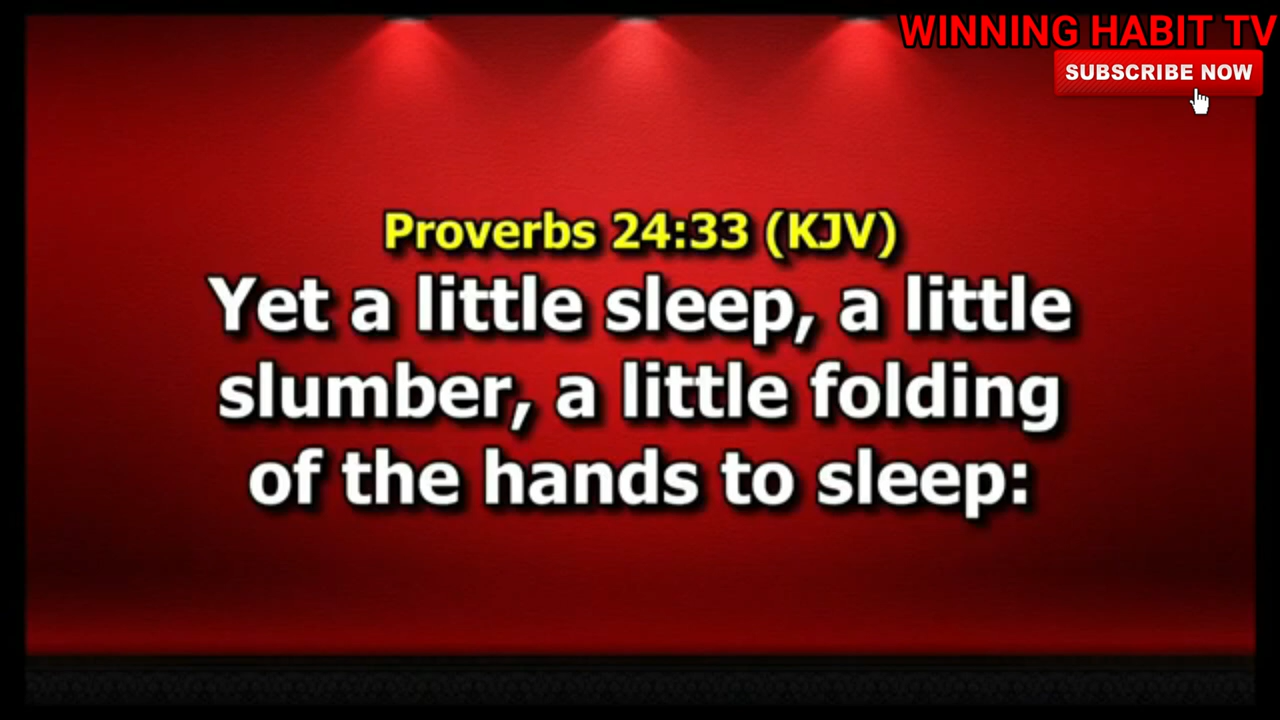 WINNING HABIT TV
SUBSCRIBE NOW
Proverbs 24:33 (KJV)
Yet a little sleep, a little
slumber, a little folding
of the hands to sleep: